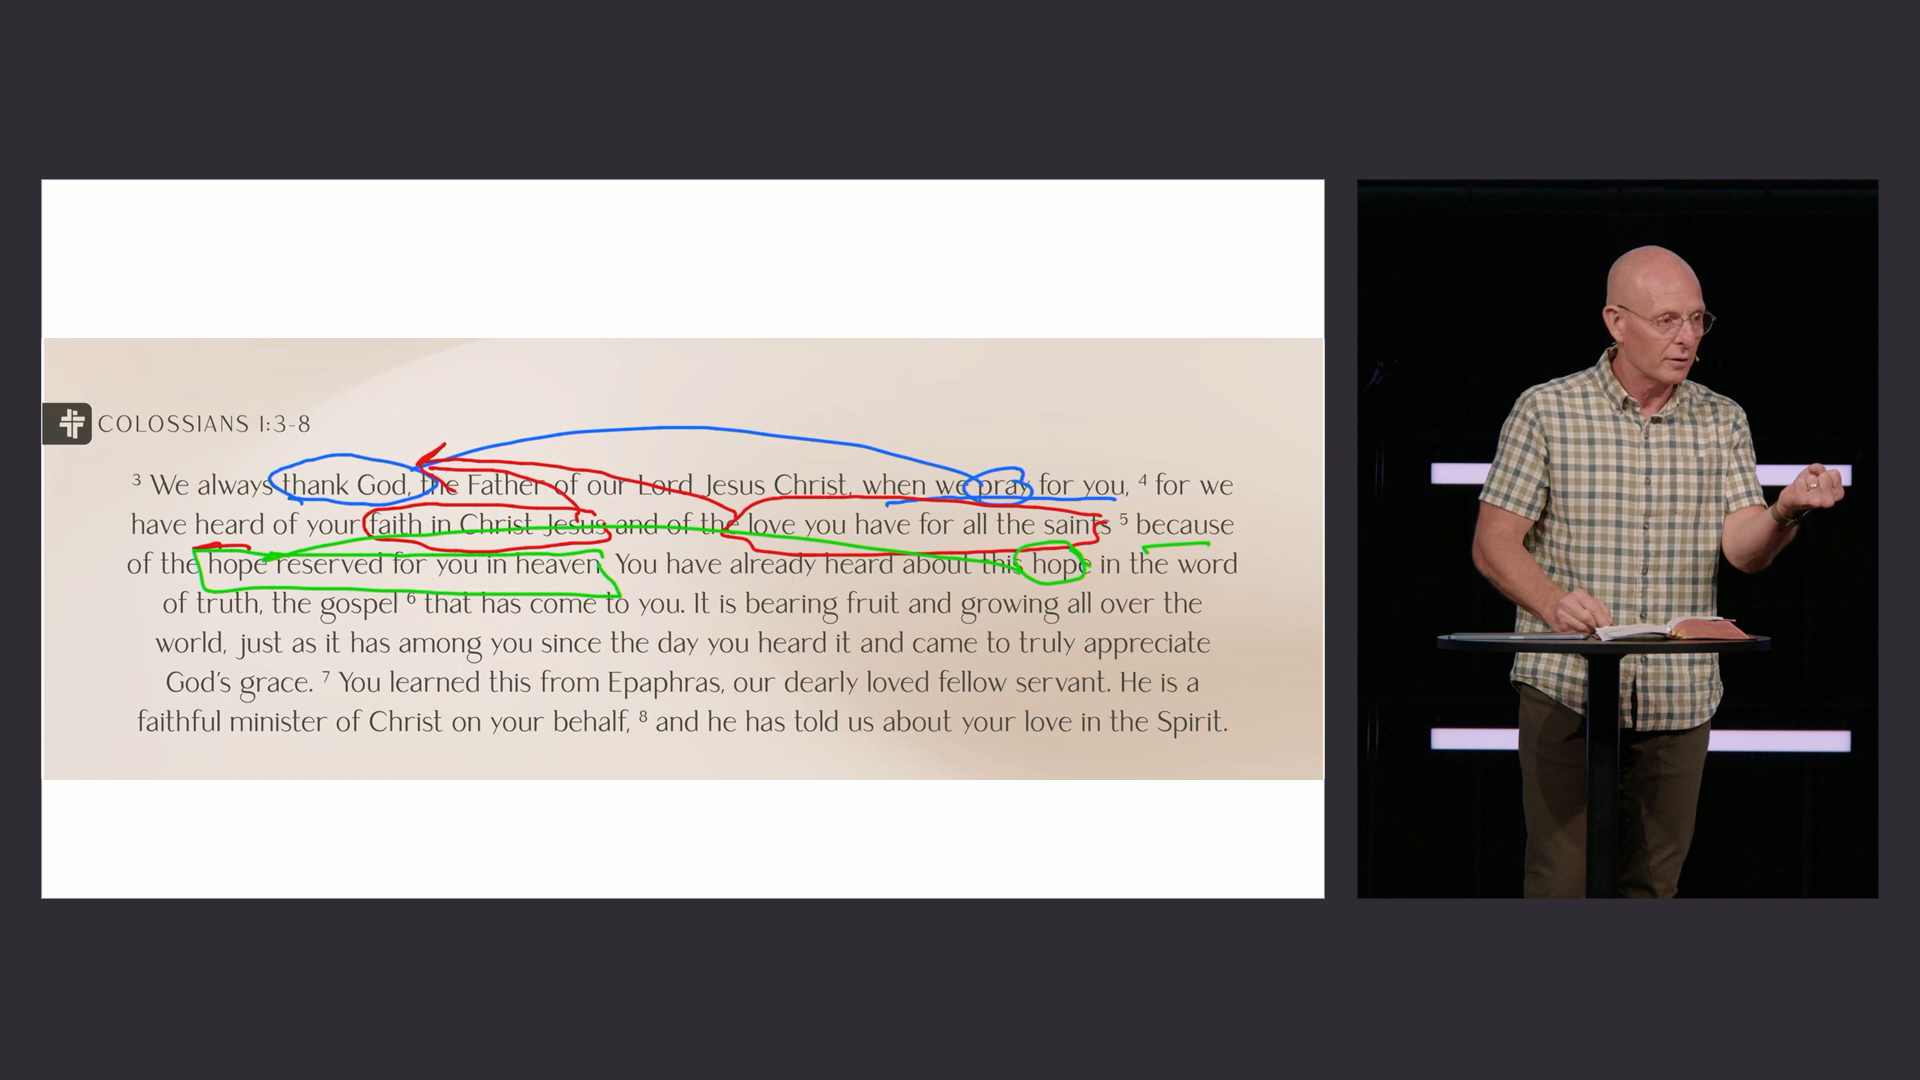 COLOSSIANS 1:3-8
³ We always thank God, the Father of our Lord Jesus Christ, when we pray for you, ⁴ for we
have heard of your faith in Christ Jesus and of the love you have for all the saints ⁵ because
of the hope reserved for you in heaven. You have already heard about this hope in the word
of truth, the gospel ⁶ that has come to you. It is bearing fruit and growing all over the
world, just as it has among you since the day you heard it and came to truly appreciate
God’s grace. ⁷ You learned this from Epaphras, our dearly loved fellow servant. He is a
faithful minister of Christ on your behalf, ⁸ and he has told us about your love in the Spirit.